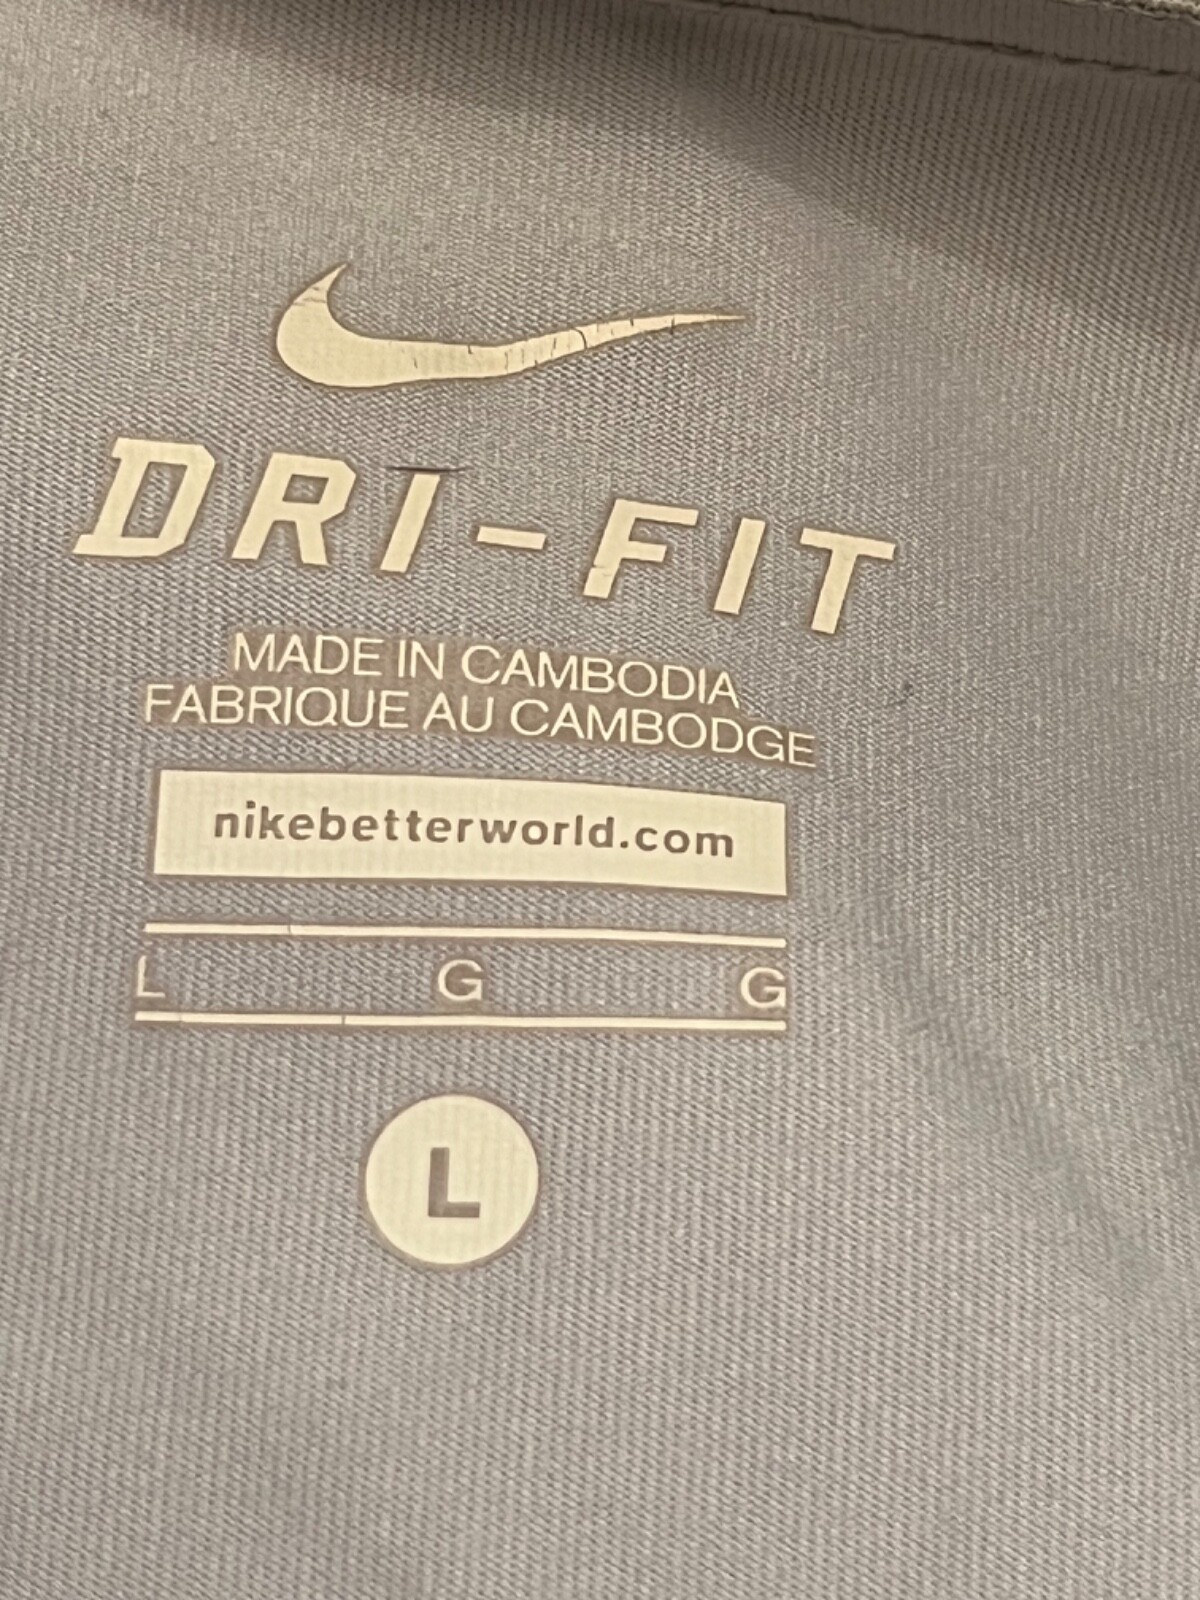 DRI-FIT
MADE IN CAMBODIA
FABRIQUE AU CAMBODGE
nikebetterworld.com
L G G
L